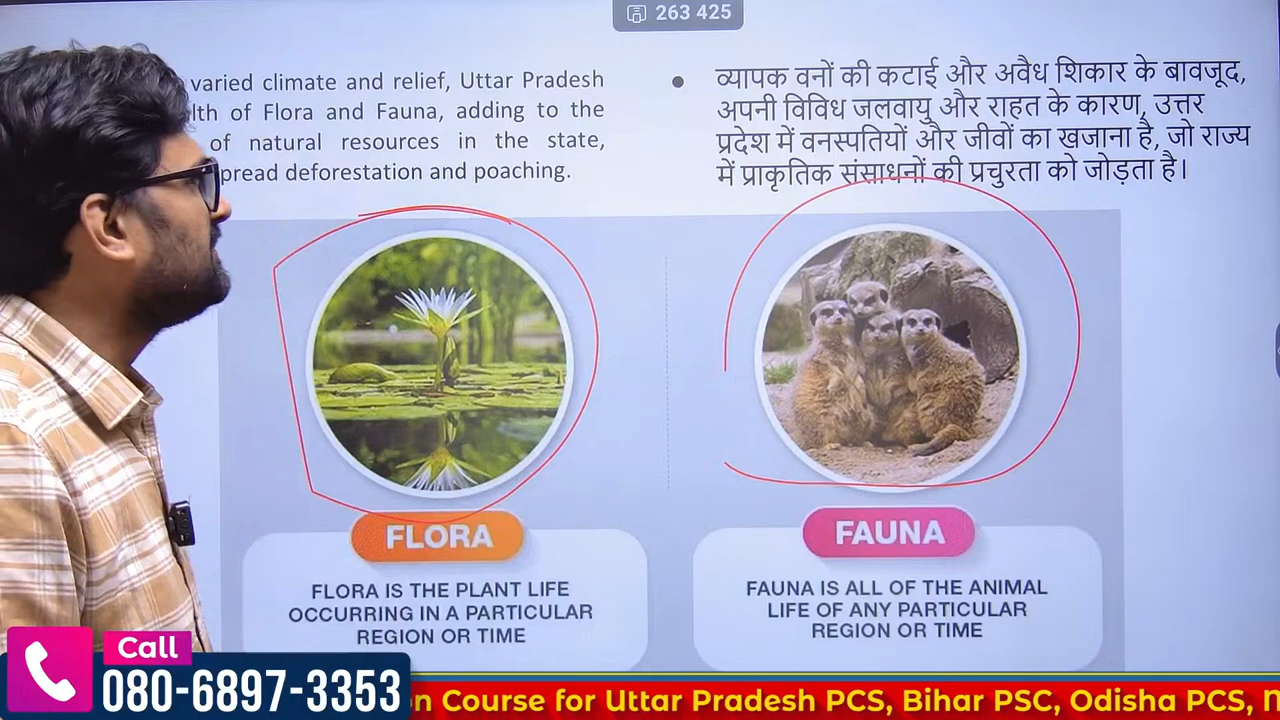 263 425
varied climate and relief, Uttar Pradesh
lth of Flora and Fauna, adding to the
of natural resources in the state,
pread deforestation and poaching.
व्यापक वनों की कटाई और अवैध शिकार के बावजूद,
अपनी विविध जलवायु और राहत के कारण, उत्तर
प्रदेश में वनस्पतियों और जीवों का खजाना है, जो राज्य
में प्राकृतिक संसाधनों की प्रचुरता को जोड़ता है।
FLORA
FLORA IS THE PLANT LIFE
OCCURRING IN A PARTICULAR
REGION OR TIME
FAUNA
FAUNA IS ALL OF THE ANIMAL
LIFE OF ANY PARTICULAR
REGION OR TIME
Call
080-6897-3353
n Course for Uttar Pradesh PCS, Bihar PSC, Odisha PCS,